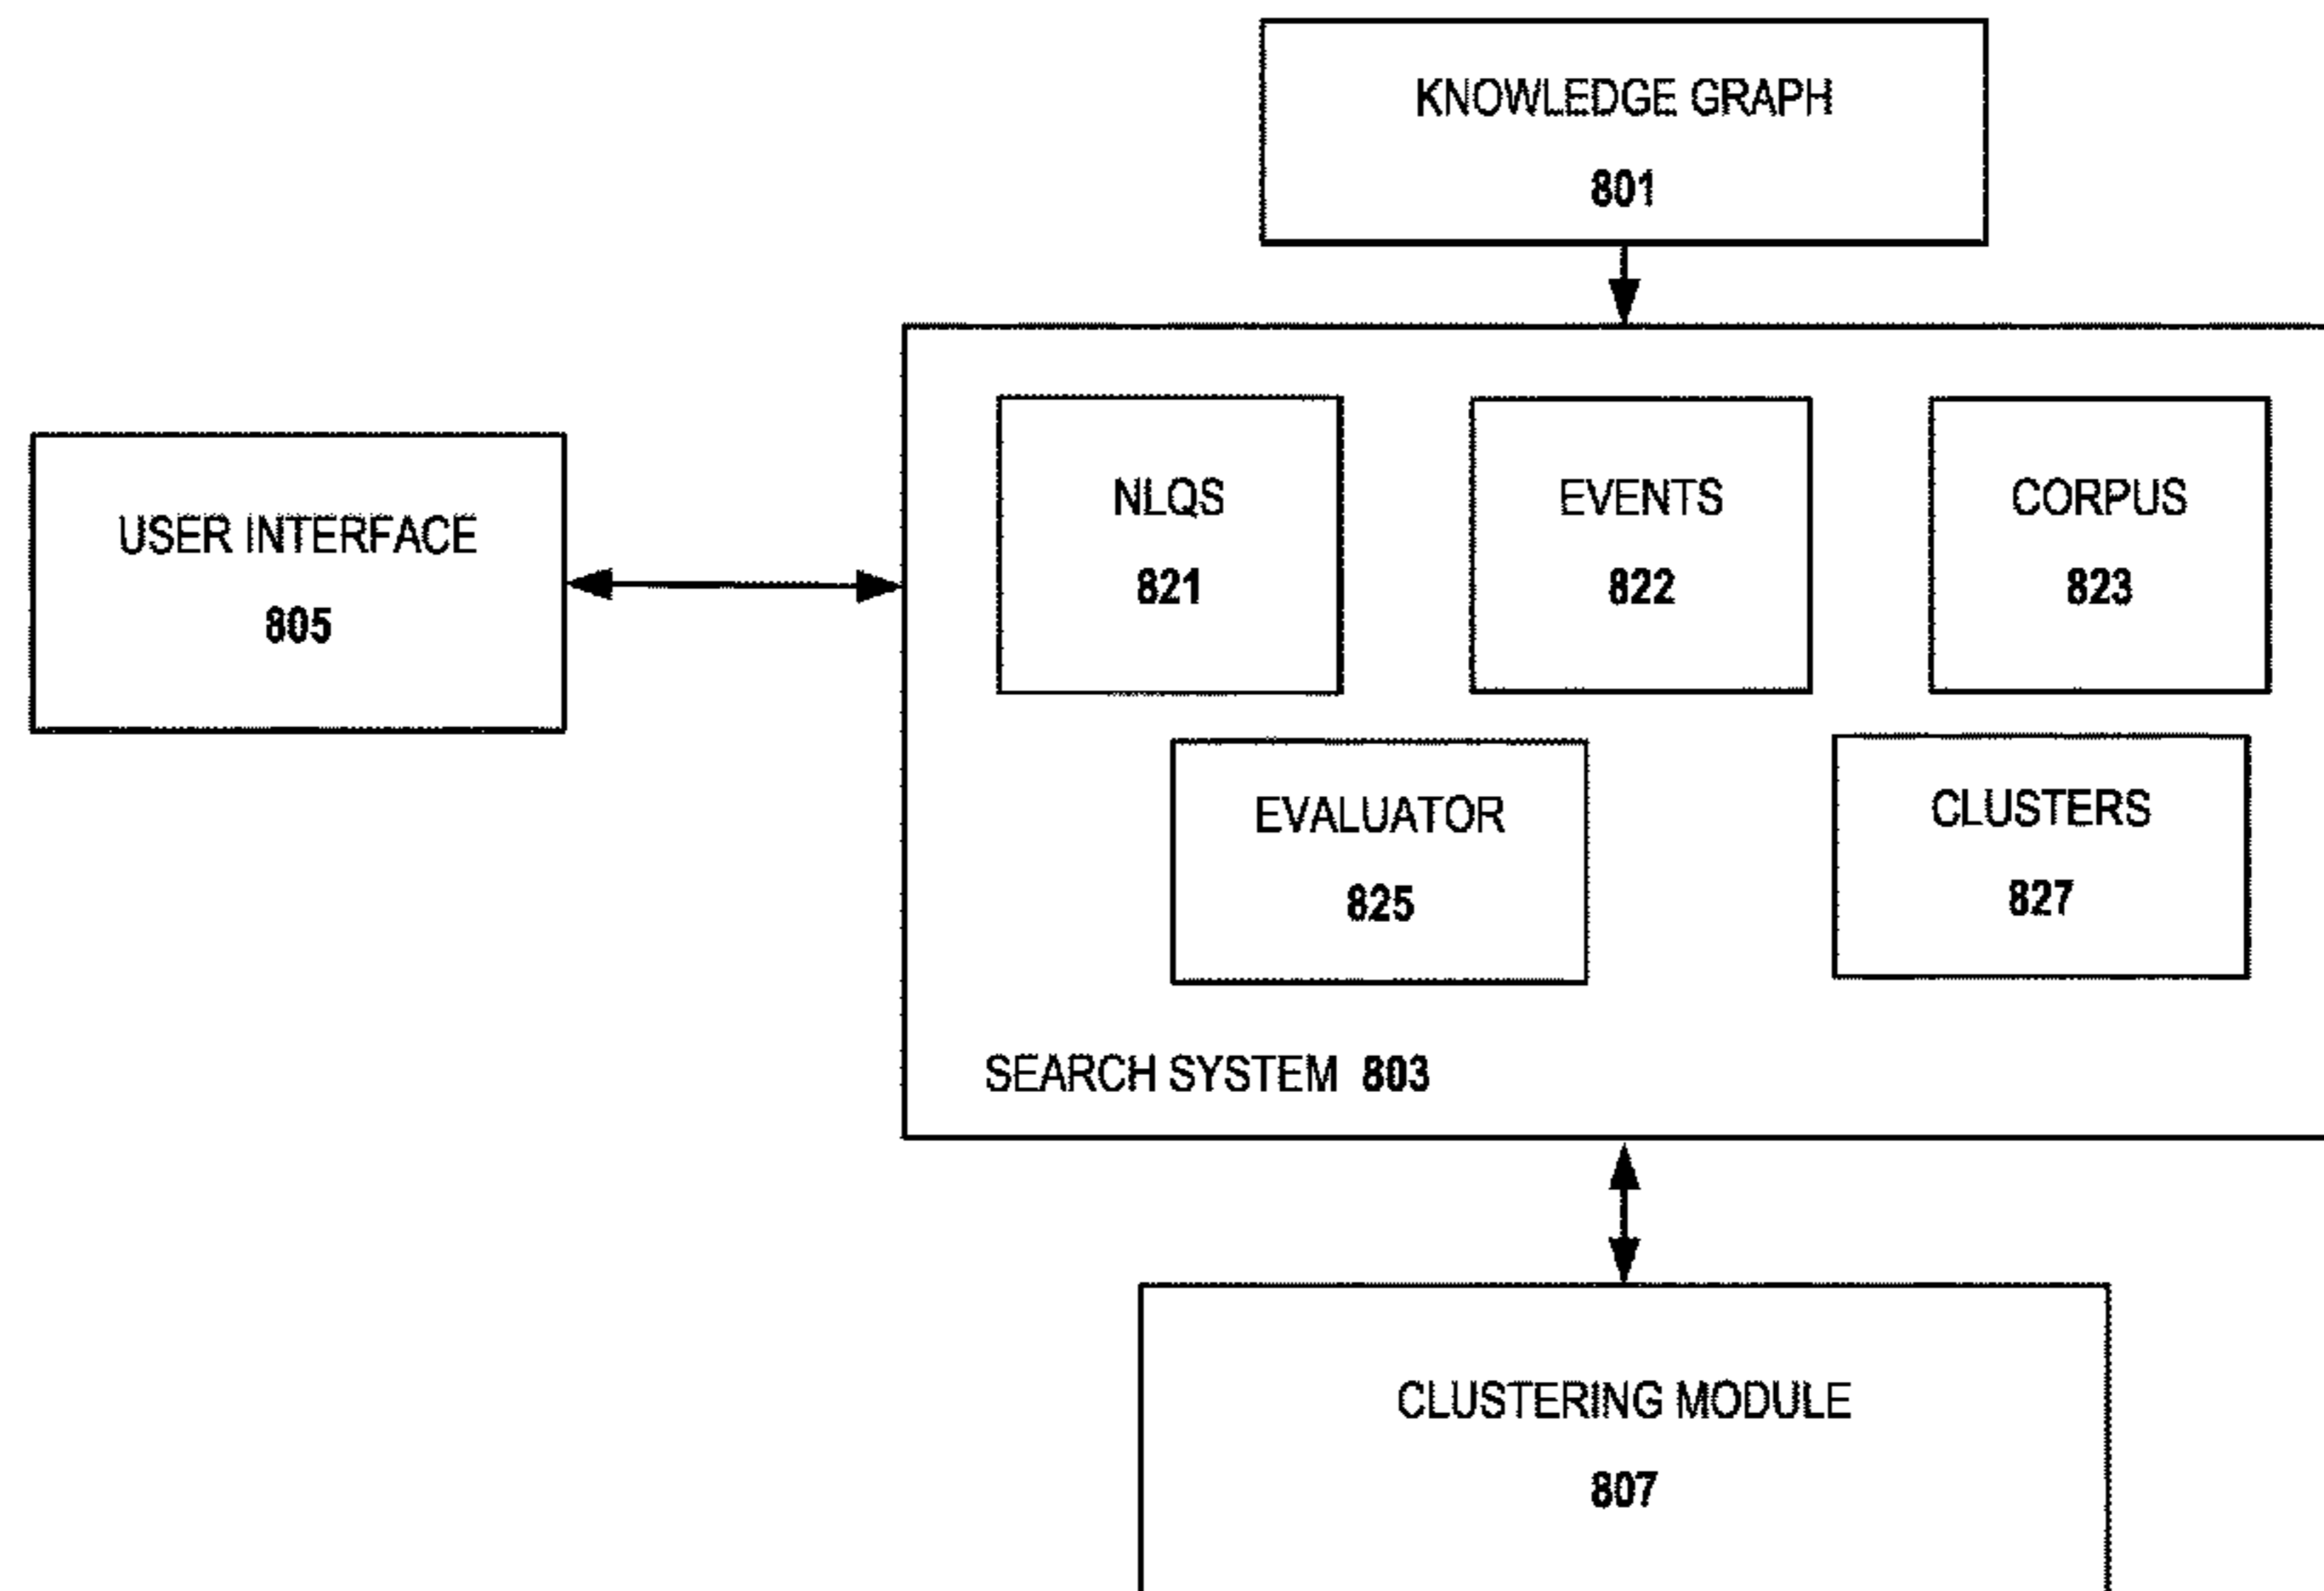 KNOWLEDGE GRAPH
801
USER INTERFACE
805
NLQS
821
EVENTS
822
CORPUS
823
EVALUATOR
825
CLUSTERS
827
SEARCH SYSTEM 803
CLUSTERING MODULE
807